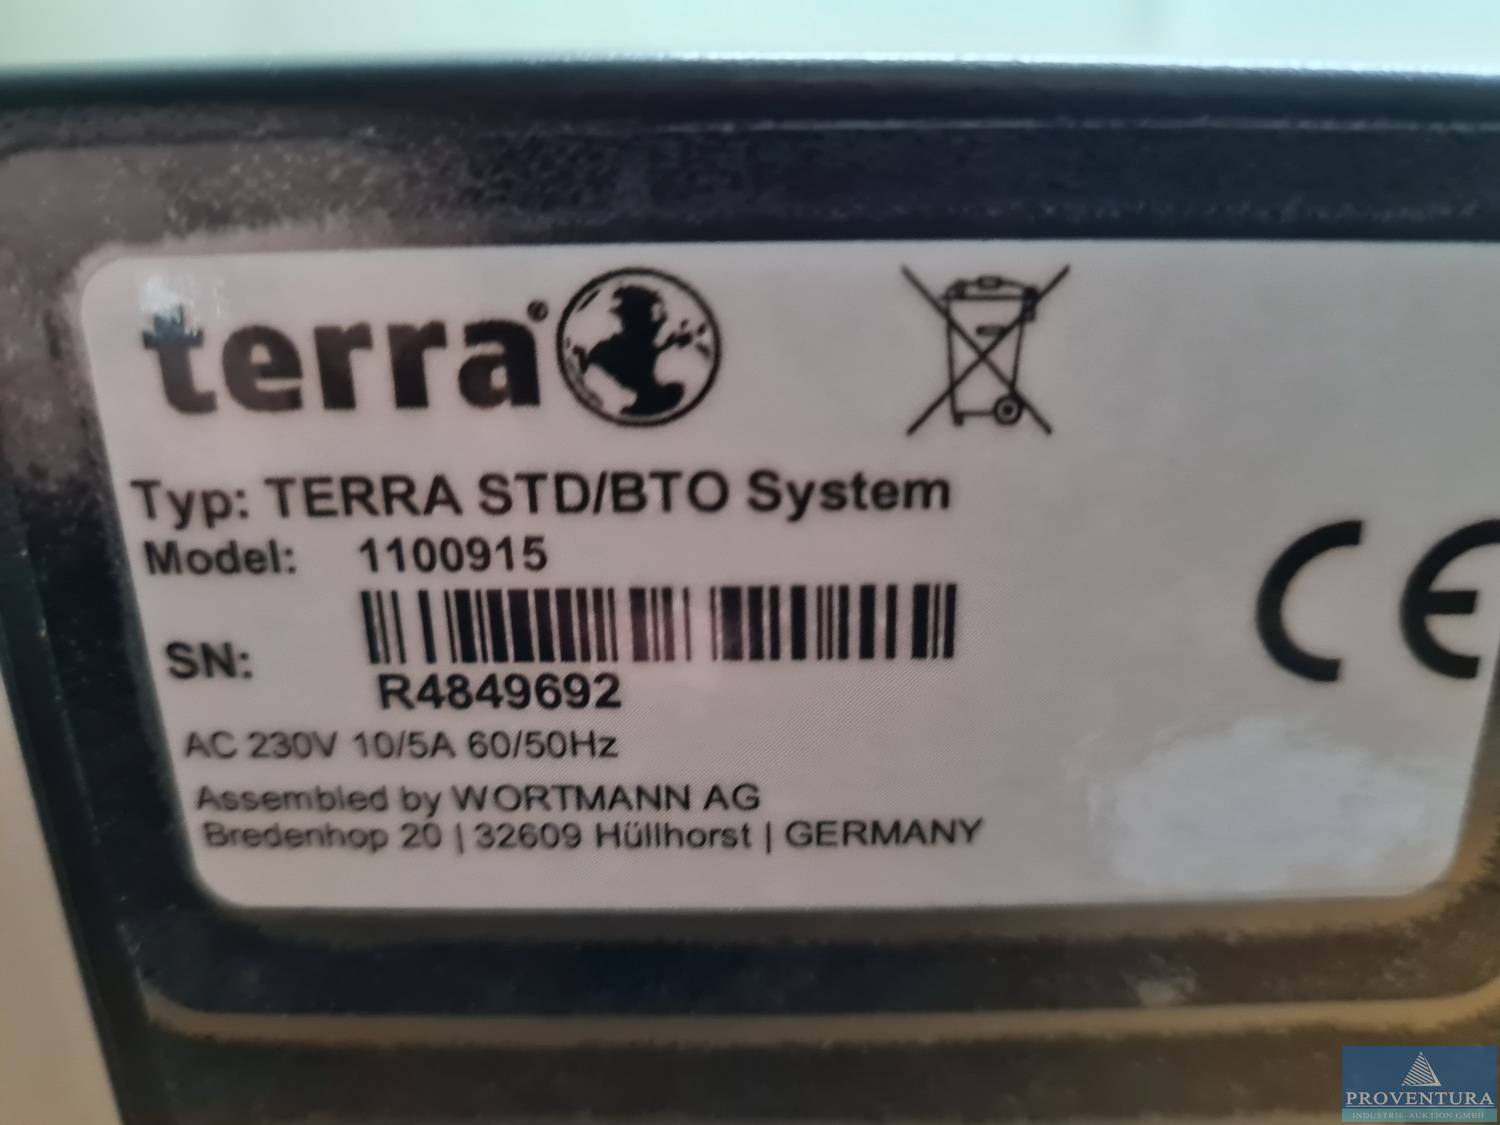 terra®
Typ: TERRA STD/BTO System
Model: 1100915
SN:
R4849692
AC 230V 10/5A 60/50Hz
Assembled by WORTMANN AG
Bredenhop 20 | 32609 Hüllhorst | GERMANY
CE
PROVENTURA
INDUSTRIE-AUKTION GMBH